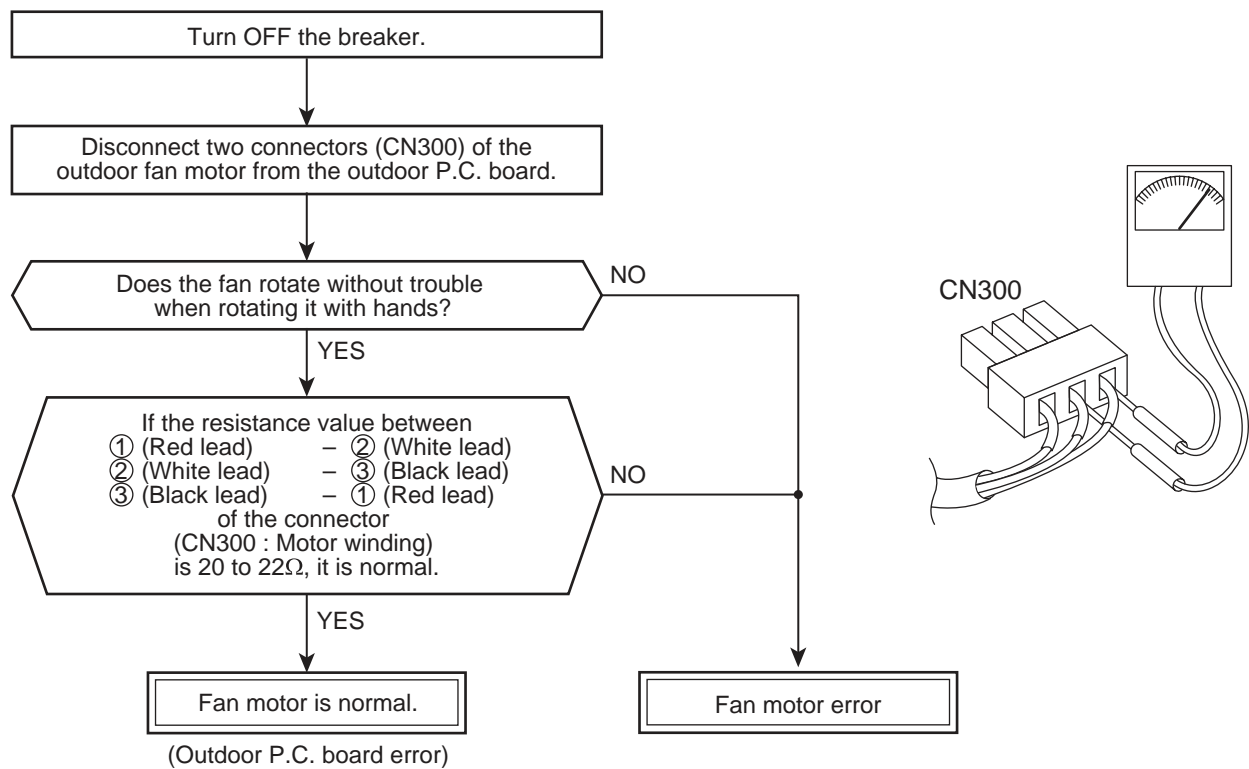 Turn OFF the breaker.
Disconnect two connectors (CN300) of the
outdoor fan motor from the outdoor P.C. board.
Does the fan rotate without trouble
when rotating it with hands?
NO
YES
If the resistance value between
① (Red lead) – ② (White lead)
② (White lead) – ③ (Black lead)
③ (Black lead) – ① (Red lead)
of the connector
(CN300 : Motor winding)
is 20 to 22Ω, it is normal.
NO
YES
Fan motor is normal.
(Outdoor P.C. board error)
Fan motor error
CN300